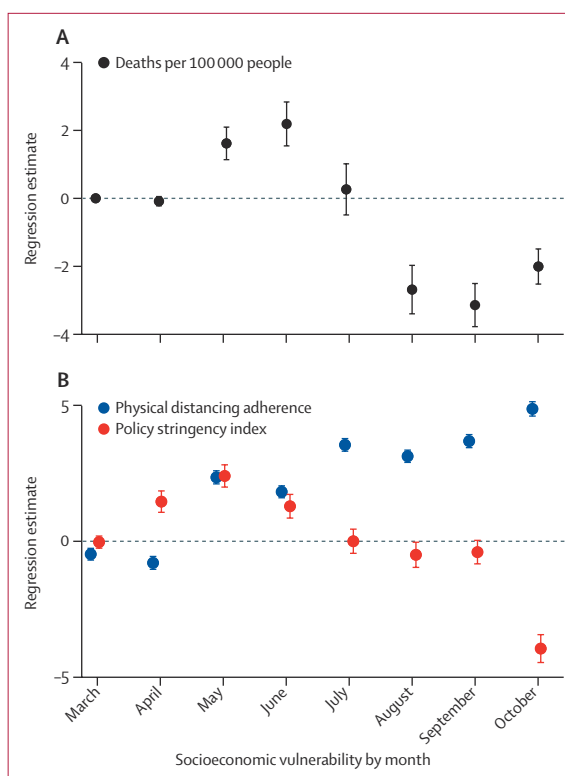 A
Deaths per 100 000 people
4
2
0
−2
−4
Regression estimate
B
Physical distancing adherence
Policy stringency index
5
0
−5
Regression estimate
March
April
May
June
July
August
September
October
Socioeconomic vulnerability by month